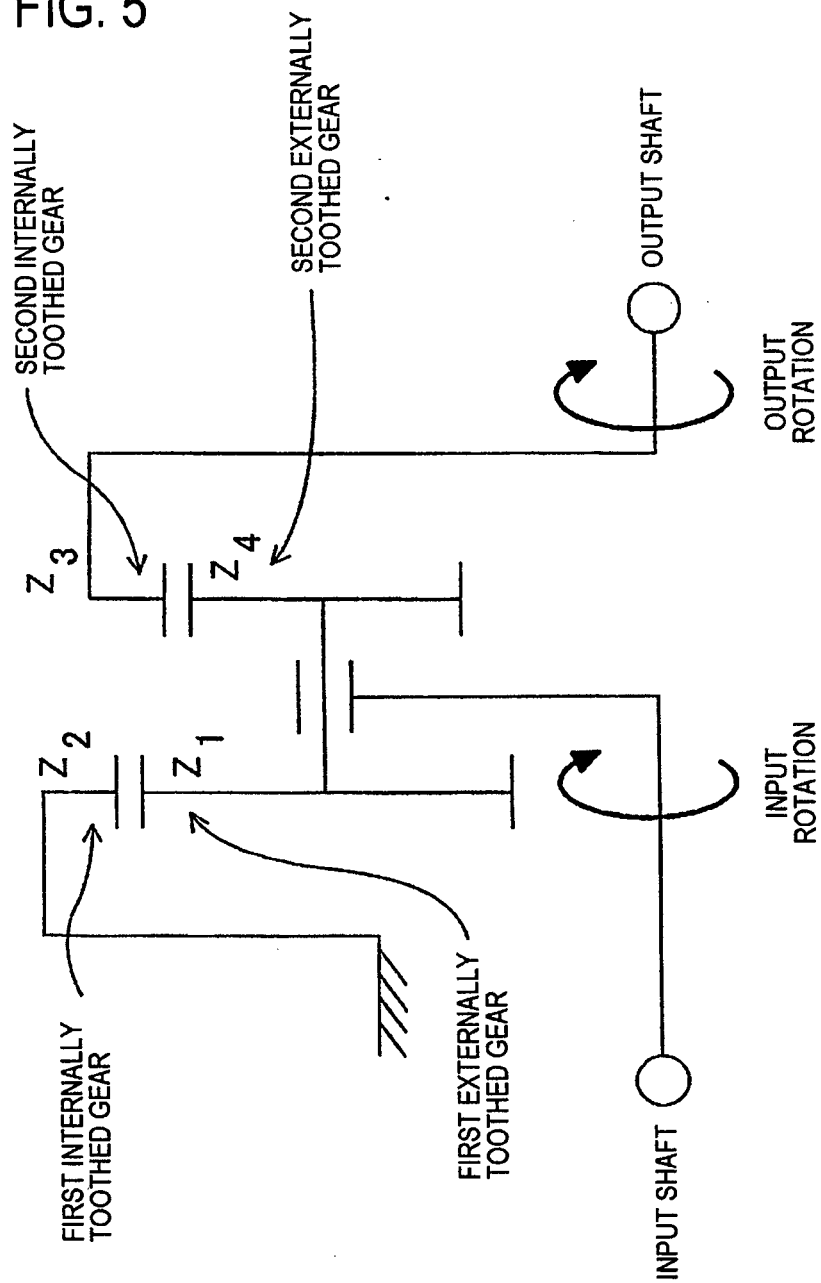 FIG. 5
SECOND INTERNALLY
TOOTHED GEAR
SECOND EXTERNALLY
TOOTHED GEAR
Z3
Z4
Z2
Z1
OUTPUT SHAFT
OUTPUT
ROTATION
INPUT
ROTATION
FIRST INTERNALLY
TOOTHED GEAR
FIRST EXTERNALLY
TOOTHED GEAR
INPUT SHAFT